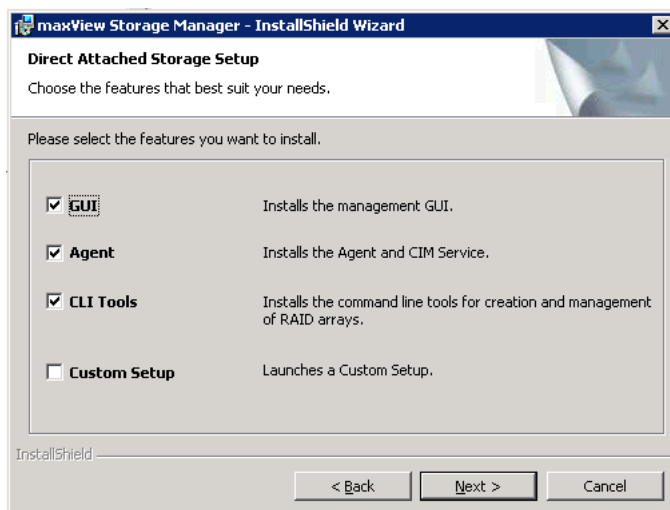 maxView Storage Manager - InstallShield Wizard
Direct Attached Storage Setup
Choose the features that best suit your needs.
Please select the features you want to install.
GUI Installs the management GUI.
Agent Installs the Agent and CIM Service.
CLI Tools Installs the command line tools for creation and management
of RAID arrays.
Custom Setup Launches a Custom Setup.
InstallShield
< Back Next > Cancel